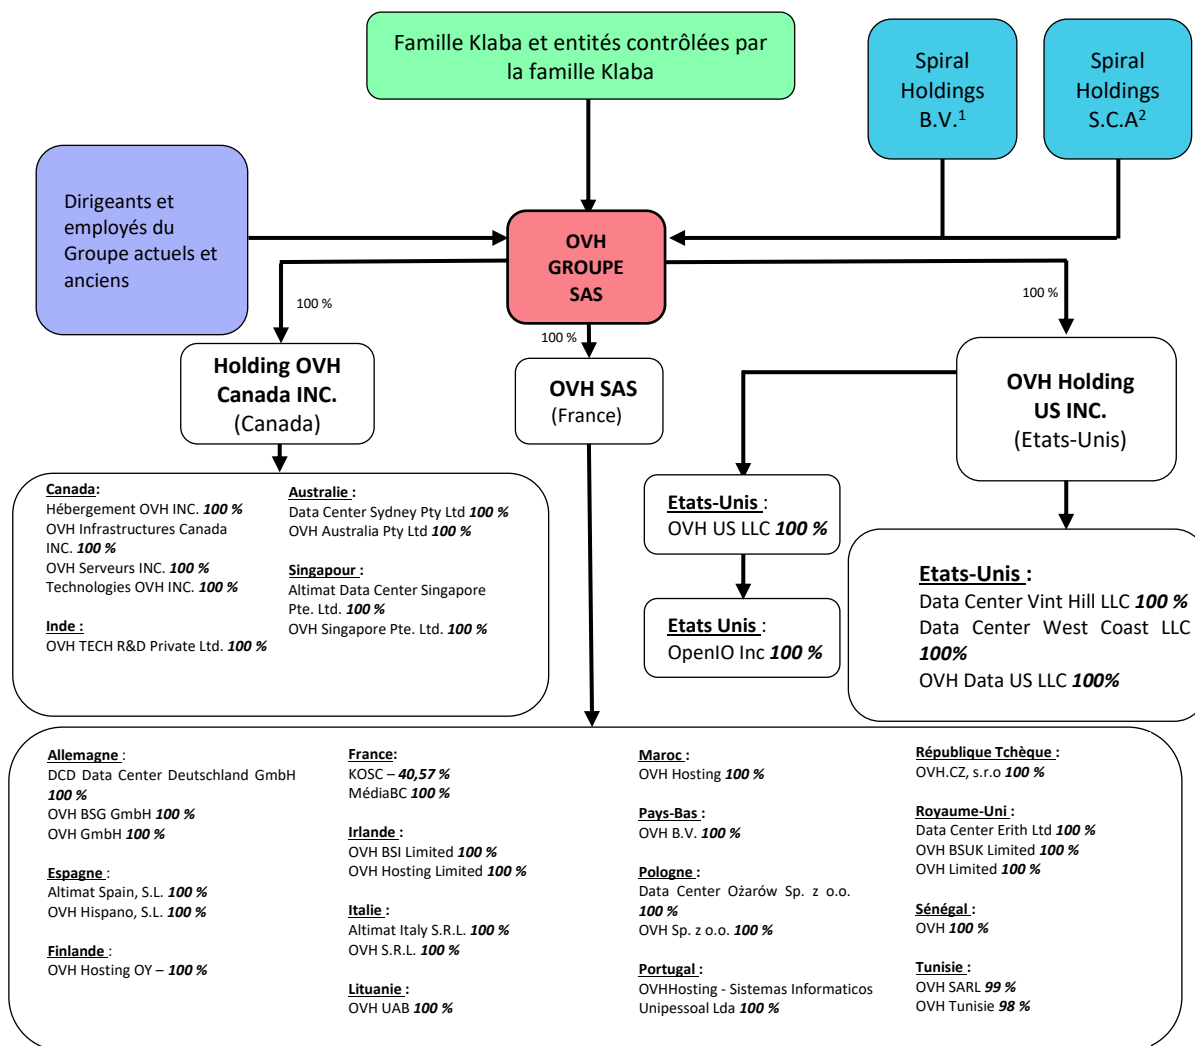 Famille Klaba et entités contrôlées par
la famille Klaba
Spiral
Holdings
B.V.¹
Spiral
Holdings
S.C.A²
Dirigeants et
employés du
Groupe actuels et
anciens
OVH
GROUPE
SAS
100 %
100 %
100 %
Holding OVH
Canada INC.
(Canada)
OVH SAS
(France)
OVH Holding
US INC.
(Etats-Unis)
Canada:
Hébergement OVH INC. 100 %
OVH Infrastructures Canada
INC. 100 %
OVH Serveurs INC. 100 %
Technologies OVH INC. 100 %
Inde :
OVH TECH R&D Private Ltd. 100 %
Australie :
Data Center Sydney Pty Ltd 100 %
OVH Australia Pty Ltd 100 %
Singapour :
Altimat Data Center Singapore
Pte. Ltd. 100 %
OVH Singapore Pte. Ltd. 100 %
Etats-Unis :
OVH US LLC 100 %
Etats Unis :
OpenIO Inc 100 %
Etats-Unis :
Data Center Vint Hill LLC 100 %
Data Center West Coast LLC
100%
OVH Data US LLC 100%
Allemagne :
DCD Data Center Deutschland GmbH
100 %
OVH BSG GmbH 100 %
OVH GmbH 100 %
Espagne :
Altimat Spain, S.L. 100 %
OVH Hispano, S.L. 100 %
Finlande :
OVH Hosting OY – 100 %
France:
KOSC – 40,57 %
MédiaBC 100 %
Irlande :
OVH BSI Limited 100 %
OVH Hosting Limited 100 %
Italie :
Altimat Italy S.R.L. 100 %
OVH S.R.L. 100 %
Lituanie :
OVH UAB 100 %
Maroc :
OVH Hosting 100 %
Pays-Bas :
OVH B.V. 100 %
Pologne :
Data Center Ożarów Sp. z o.o.
100 %
OVH Sp. z o.o. 100 %
Portugal :
OVHHosting - Sistemas Informaticos
Unipessoal Lda 100 %
République Tchèque :
OVH.CZ, s.r.o 100 %
Royaume-Uni :
Data Center Erith Ltd 100 %
OVH BSUK Limited 100 %
OVH Limited 100 %
Sénégal :
OVH 100 %
Tunisie :
OVH SARL 99 %
OVH Tunisie 98 %